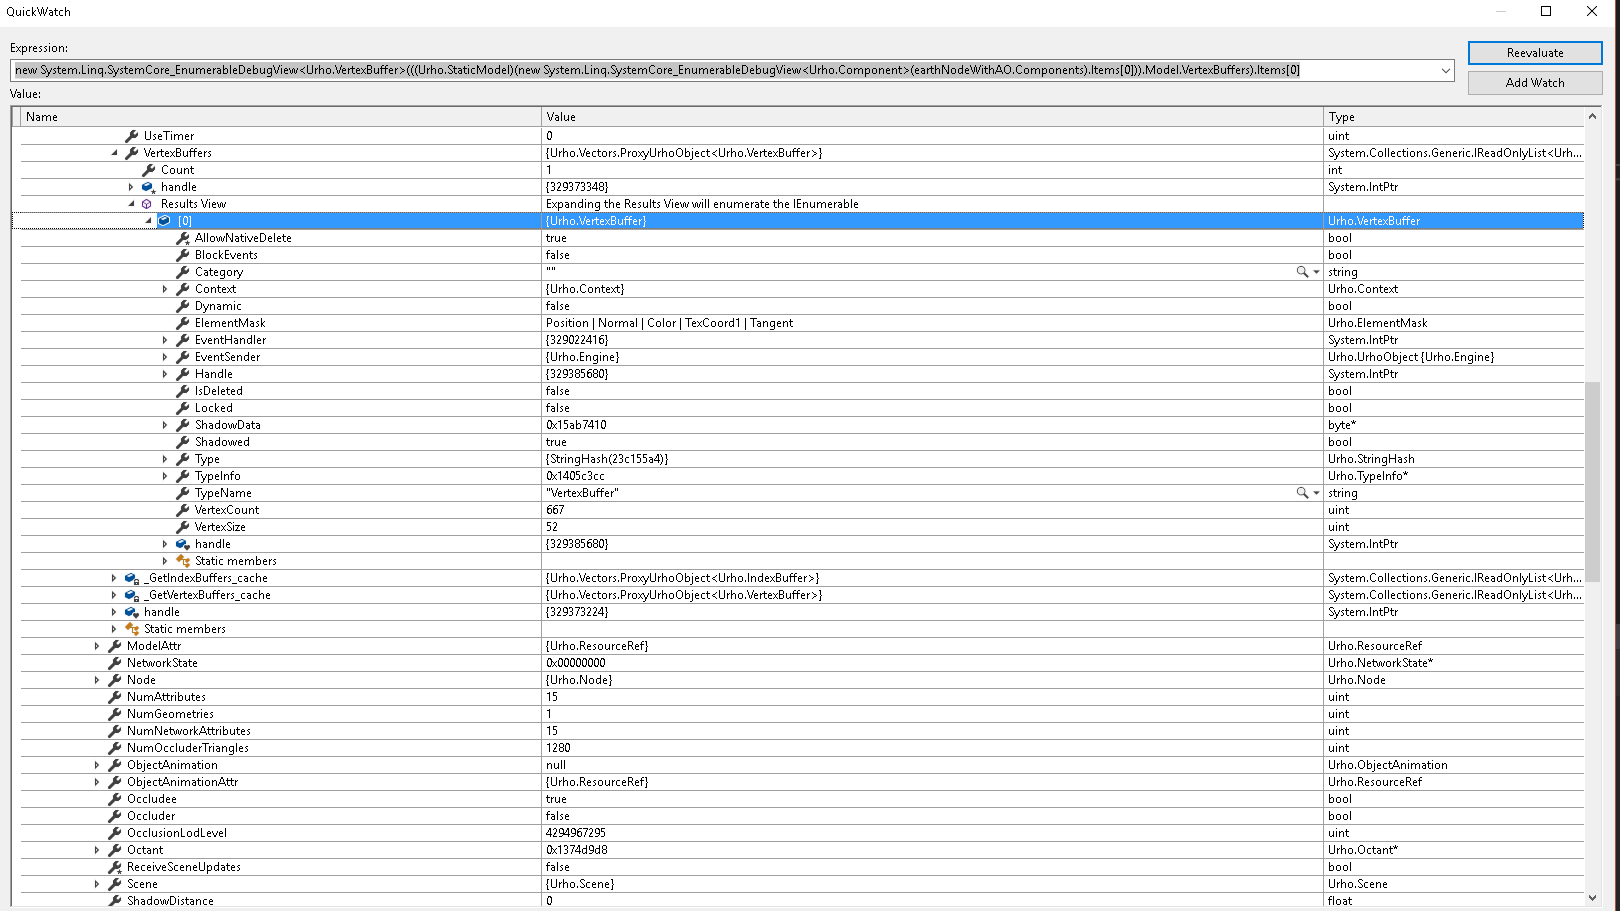 QuickWatch
Expression:
new System.Linq.SystemCore_EnumerableDebugView<Urho.VertexBuffer>(((Urho.StaticModel)(new System.Linq.SystemCore_EnumerableDebugView<Urho.Component>(earthNodeWithAO.Components).Items[0])).Model.VertexBuffers).Items[0]
Reevaluate
Add Watch
Value:
Name Value Type
UseTimer 0 uint
VertexBuffers {Urho.Vectors.ProxyUrhoObject<Urho.VertexBuffer>} System.Collections.Generic.IReadOnlyList<Urh...
Count 1 int
handle {329373348} System.IntPtr
Results View Expanding the Results View will enumerate the IEnumerable
[0] {Urho.VertexBuffer} Urho.VertexBuffer
AllowNativeDelete true bool
BlockEvents false bool
Category "" string
Context {Urho.Context} Urho.Context
Dynamic false bool
ElementMask Position | Normal | Color | TexCoord1 | Tangent Urho.ElementMask
EventHandler {329022416} System.IntPtr
EventSender {Urho.Engine} Urho.UrhoObject {Urho.Engine}
Handle {329385680} System.IntPtr
IsDeleted false bool
Locked false bool
ShadowData 0x15ab7410 byte*
Shadowed true bool
Type {StringHash(23c155a4)} Urho.StringHash
TypeInfo 0x1405c3cc Urho.TypeInfo*
TypeName "VertexBuffer" string
VertexCount 667 uint
VertexSize 52 uint
handle {329385680} System.IntPtr
Static members
_GetIndexBuffers_cache {Urho.Vectors.ProxyUrhoObject<Urho.IndexBuffer>} System.Collections.Generic.IReadOnlyList<Urh...
_GetVertexBuffers_cache {Urho.Vectors.ProxyUrhoObject<Urho.VertexBuffer>} System.Collections.Generic.IReadOnlyList<Urh...
handle {329373224} System.IntPtr
Static members
ModelAttr {Urho.ResourceRef} Urho.ResourceRef
NetworkState 0x00000000 Urho.NetworkState*
Node {Urho.Node} Urho.Node
NumAttributes 15 uint
NumGeometries 1 uint
NumNetworkAttributes 15 uint
NumOccluderTriangles 1280 uint
ObjectAnimation null Urho.ObjectAnimation
ObjectAnimationAttr {Urho.ResourceRef} Urho.ResourceRef
Occludee true bool
Occluder false bool
OcclusionLodLevel 4294967295 uint
Octant 0x1374d9d8 Urho.Octant*
ReceiveSceneUpdates false bool
Scene {Urho.Scene} Urho.Scene
ShadowDistance 0 float